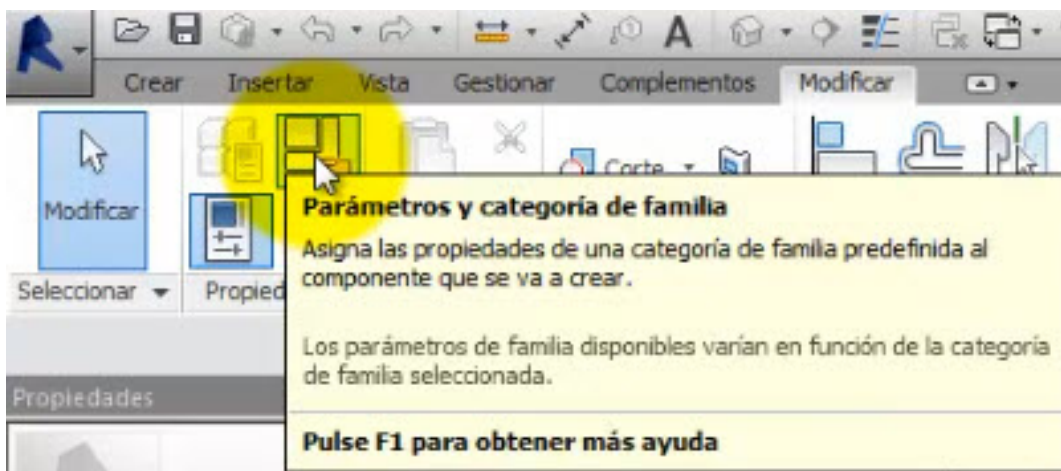 Crear Insertar Vista Gestionar Complementos Modificar
Modificar
Corte
Seleccionar
Propied
Parámetros y categoría de familia
Asigna las propiedades de una categoría de familia predefinida al
componente que se va a crear.
Los parámetros de familia disponibles varían en función de la categoría
de familia seleccionada.
Propiedades
Pulse F1 para obtener más ayuda